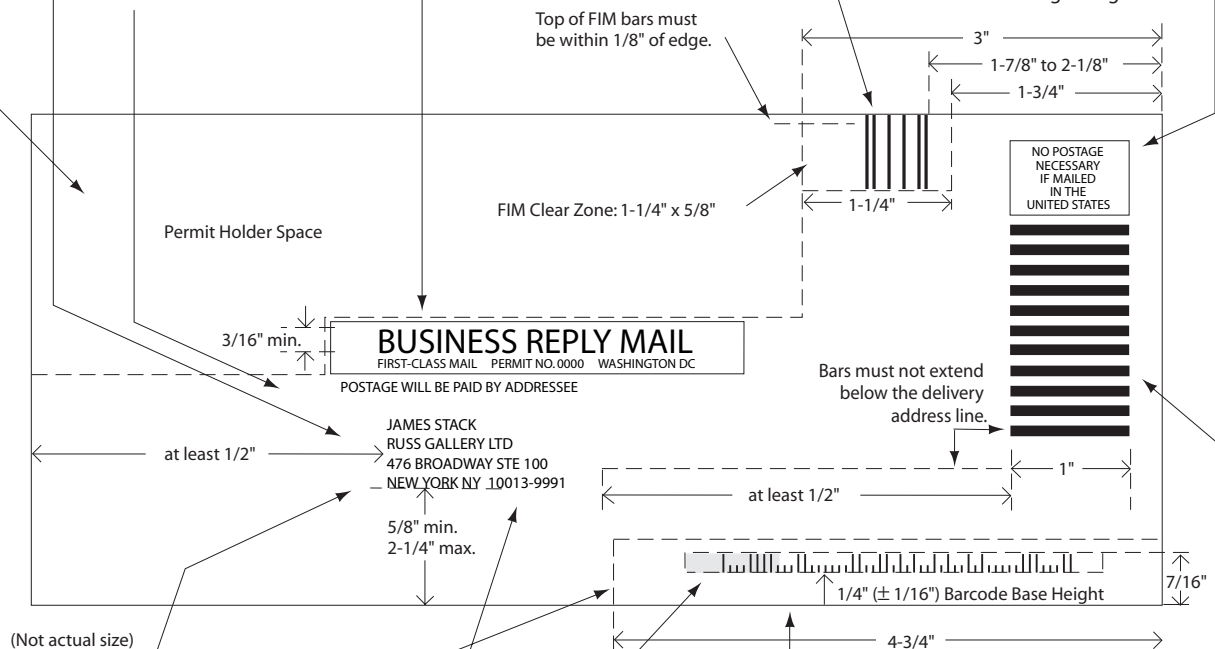 Top of FIM bars must
be within 1/8" of edge.
3"
1-7/8" to 2-1/8"
1-3/4"
NO POSTAGE
NECESSARY
IF MAILED
IN THE
UNITED STATES
FIM Clear Zone: 1-1/4" x 5/8"
1-1/4"
Permit Holder Space
3/16" min.
BUSINESS REPLY MAIL
FIRST-CLASS MAIL PERMIT NO. 0000 WASHINGTON DC
POSTAGE WILL BE PAID BY ADDRESSEE
Bars must not extend
below the delivery
address line.
JAMES STACK
RUSS GALLERY LTD
476 BROADWAY STE 100
NEW YORK NY 10013-9991
at least 1/2"
1"
at least 1/2"
5/8" min.
2-1/4" max.
7/16"
1/4" (± 1/16") Barcode Base Height
(Not actual size)
4-3/4"